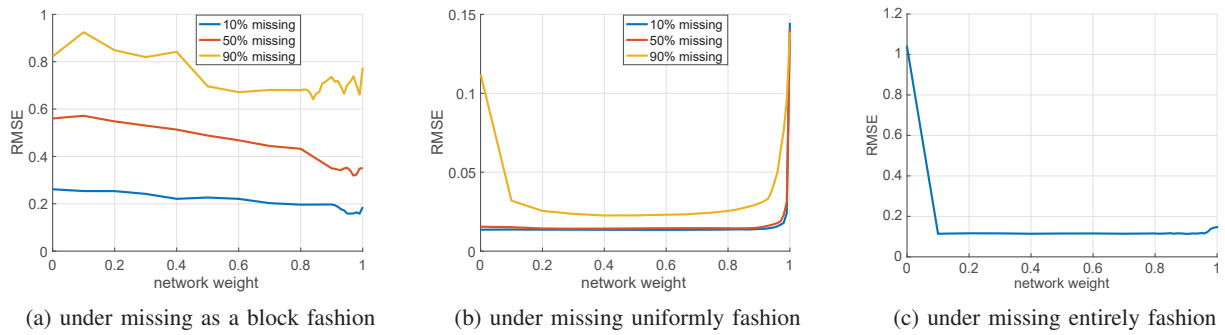 1
0.8
0.6
0.4
0.2
0
RMSE
10% missing
50% missing
90% missing
0 0.2 0.4 0.6 0.8 1
network weight
(a) under missing as a block fashion
0.15
0.1
0.05
0
RMSE
10% missing
50% missing
90% missing
0 0.2 0.4 0.6 0.8 1
network weight
(b) under missing uniformly fashion
1.2
1
0.8
0.6
0.4
0.2
0
RMSE
0 0.2 0.4 0.6 0.8 1
network weight
(c) under missing entirely fashion